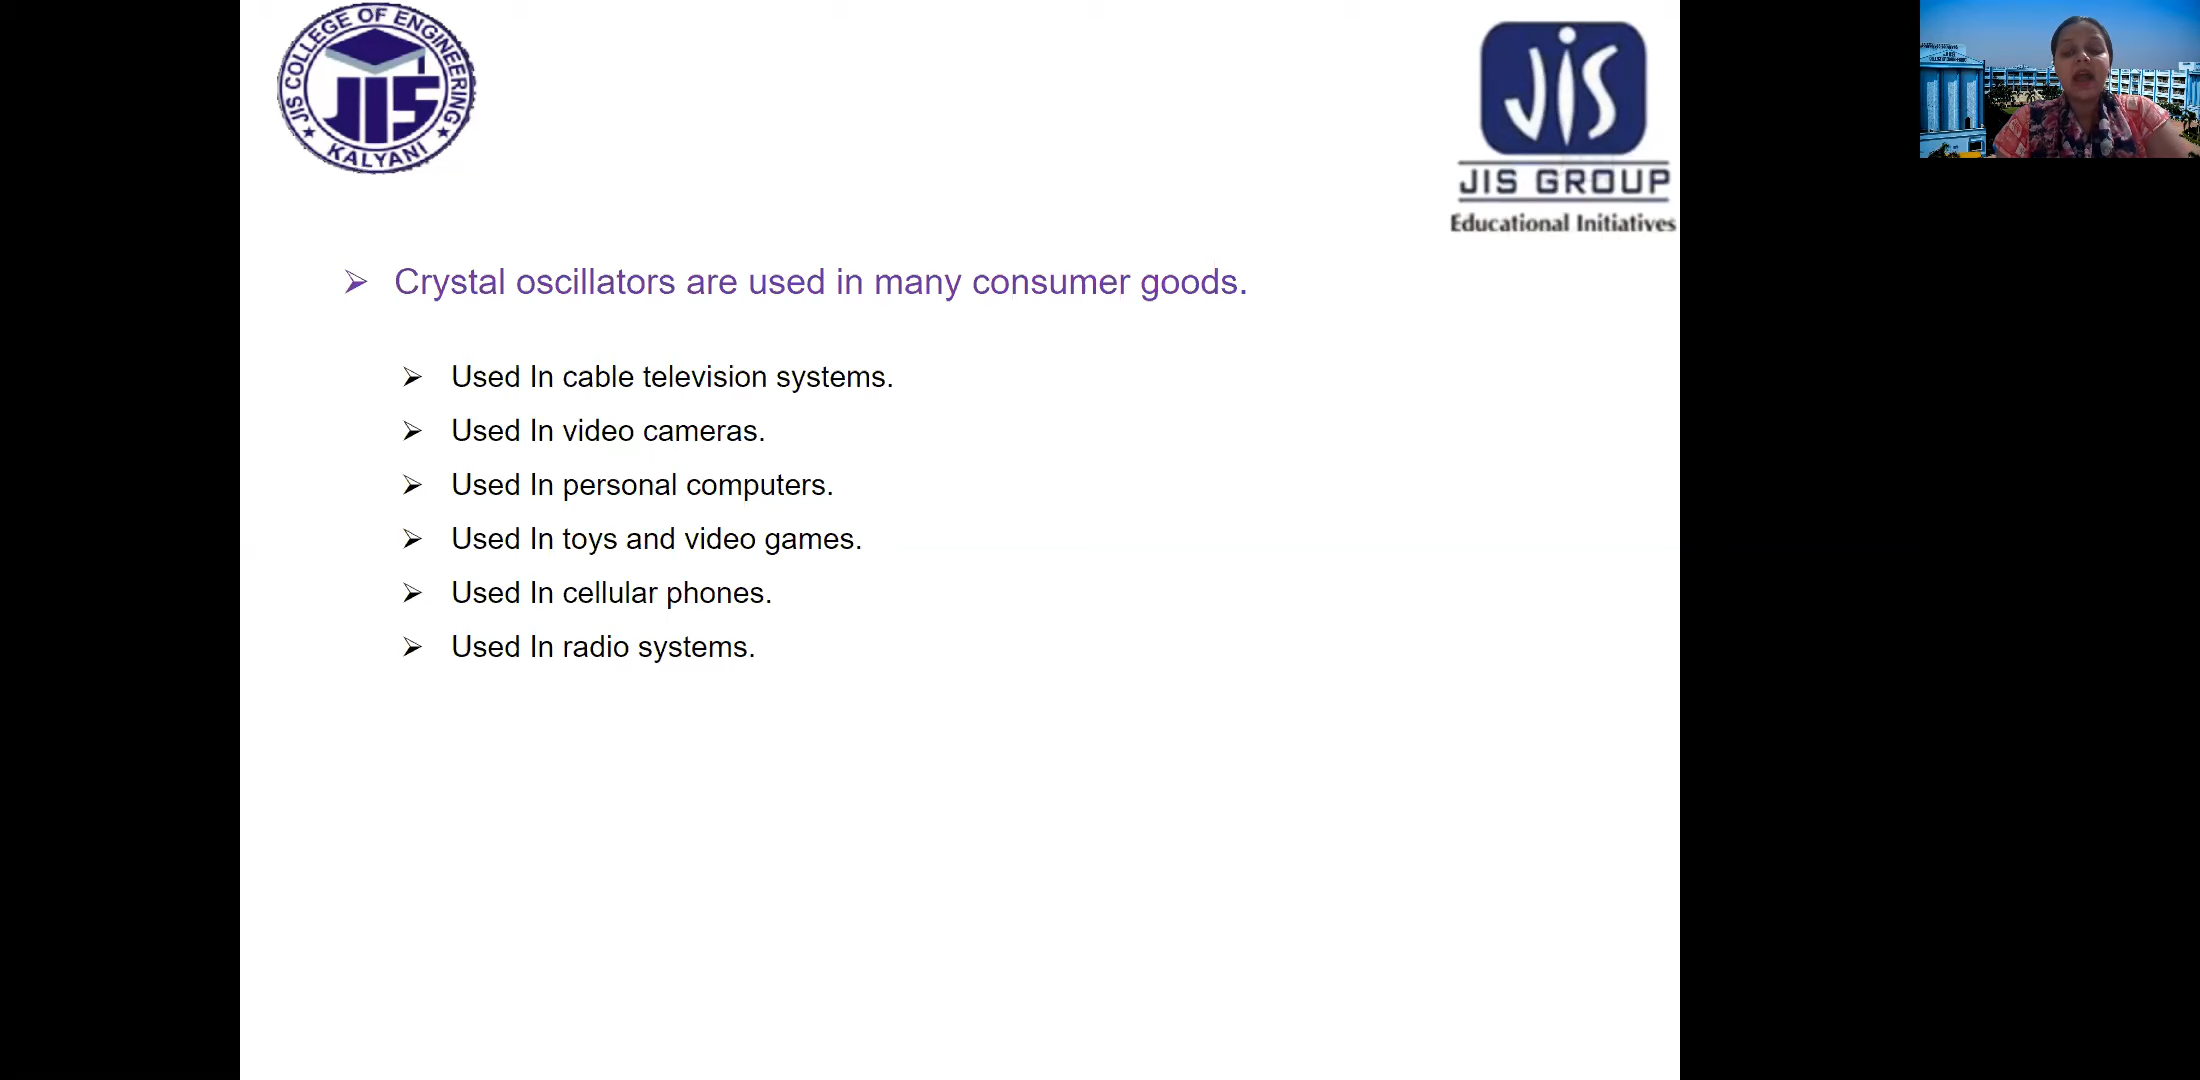 JIS COLLEGE OF ENGINEERING
JIS
KALYANI
JIS
JIS GROUP
Educational Initiatives
➢ Crystal oscillators are used in many consumer goods.
➢ Used In cable television systems.
➢ Used In video cameras.
➢ Used In personal computers.
➢ Used In toys and video games.
➢ Used In cellular phones.
➢ Used In radio systems.